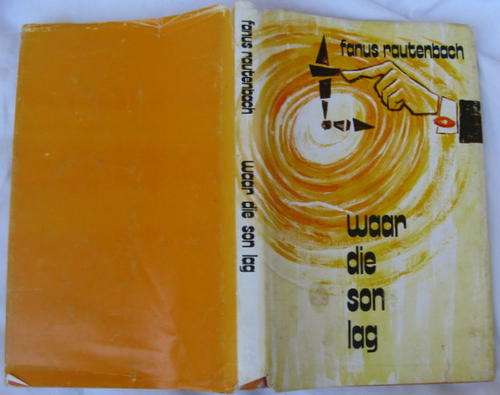 fanus rautenbach
waar die son lag
fanus rautenbach
waar
die
son
lag